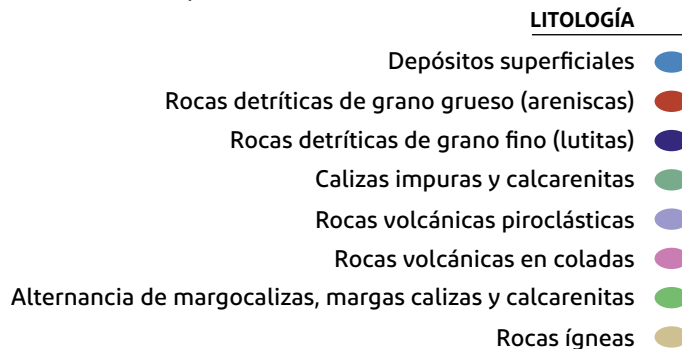 LITOLOGÍA
Depósitos superficiales
Rocas detríticas de grano grueso (areniscas)
Rocas detríticas de grano fino (lutitas)
Calizas impuras y calcarenitas
Rocas volcánicas piroclásticas
Rocas volcánicas en coladas
Alternancia de margocalizas, margas calizas y calcarenitas
Rocas ígneas